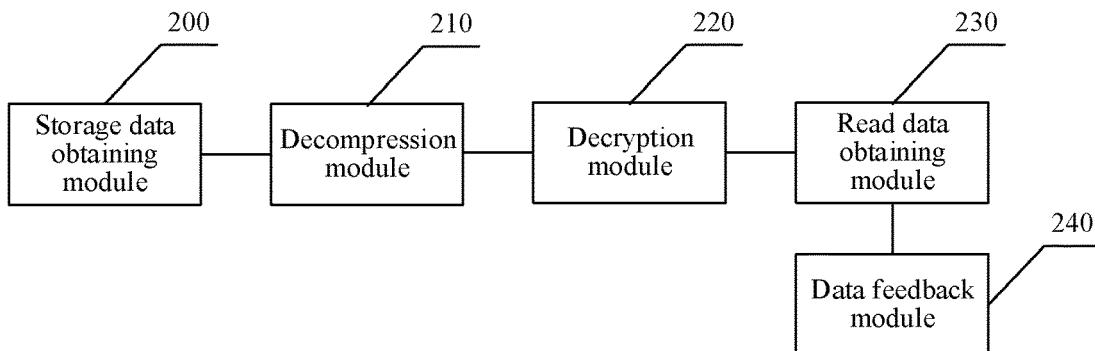 200
210
220
230
Storage data
obtaining
module
Decompression
module
Decryption
module
Read data
obtaining
module
240
Data feedback
module